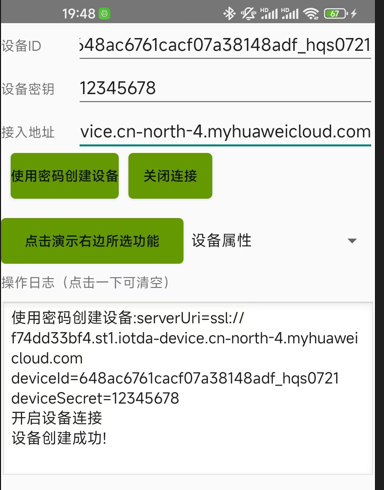 19:48 HD HD 67
设备ID 648ac6761cacf07a38148adf_hqs0721
设备密钥 12345678
接入地址 vice.cn-north-4.myhuaweicloud.com
使用密码创建设备 关闭连接
点击演示右边所选功能 设备属性
操作日志（点击一下可清空）
使用密码创建设备:serverUri=ssl://
f74dd33bf4.st1.iotda-device.cn-north-4.myhuawei
cloud.com
deviceId=648ac6761cacf07a38148adf_hqs0721
deviceSecret=12345678
开启设备连接
设备创建成功!